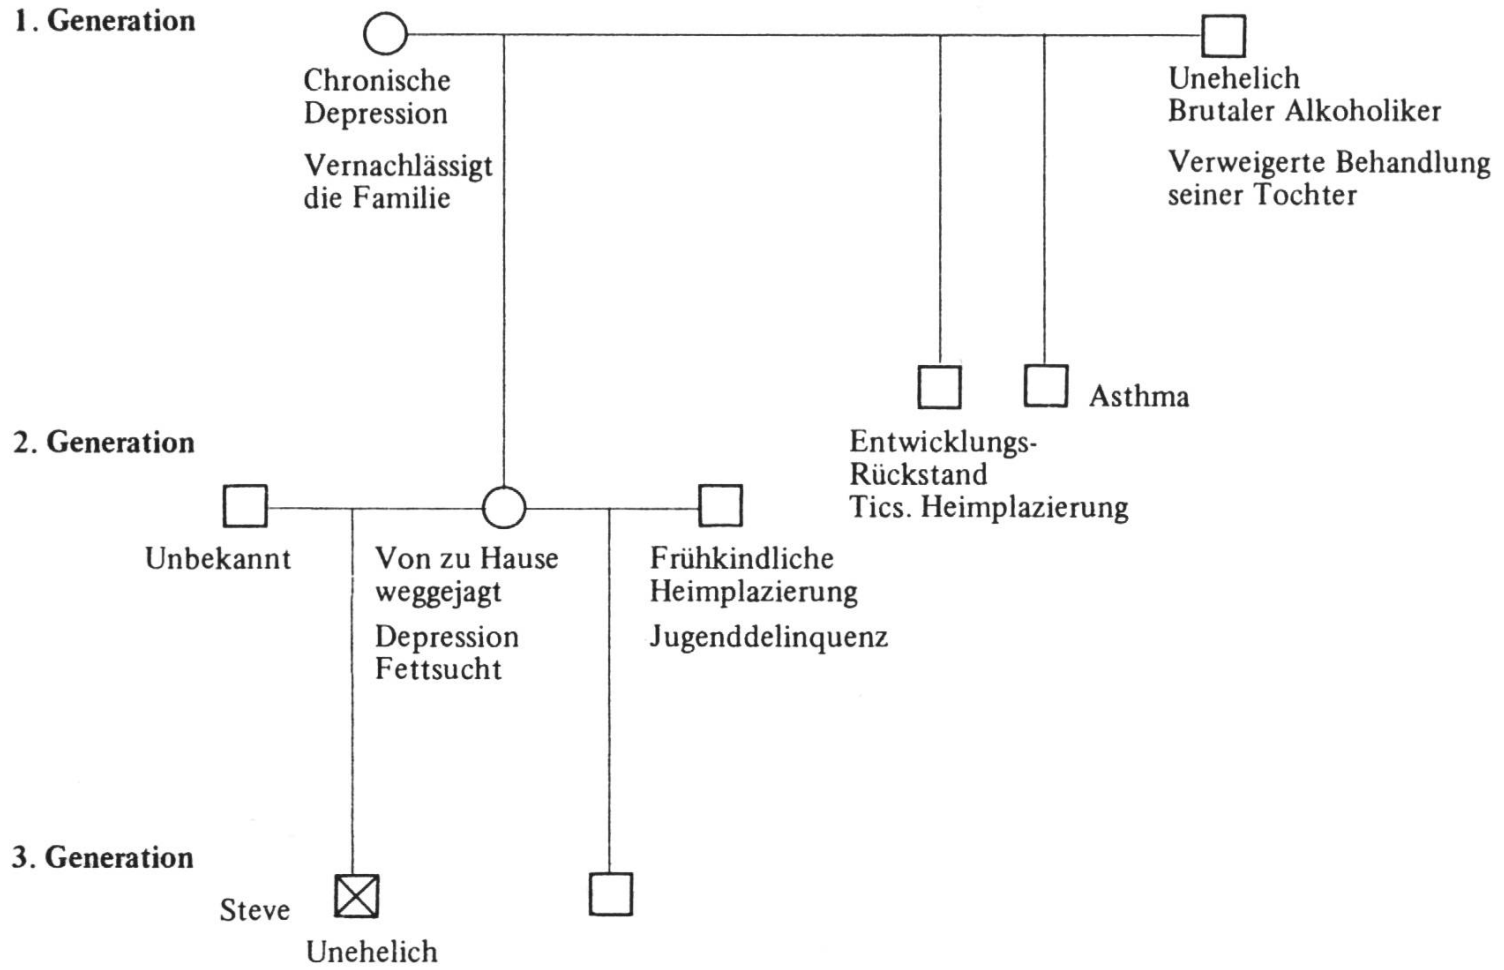 1. Generation
Chronische
Depression
Vernachlässigt
die Familie
Unehelich
Brutaler Alkoholiker
Verweigerte Behandlung
seiner Tochter
Asthma
Entwicklungs-
Rückstand
Tics. Heimplazierung
2. Generation
Unbekannt
Von zu Hause
weggejagt
Depression
Fettsucht
Frühkindliche
Heimplazierung
Jugenddelinquenz
3. Generation
Steve
Unehelich